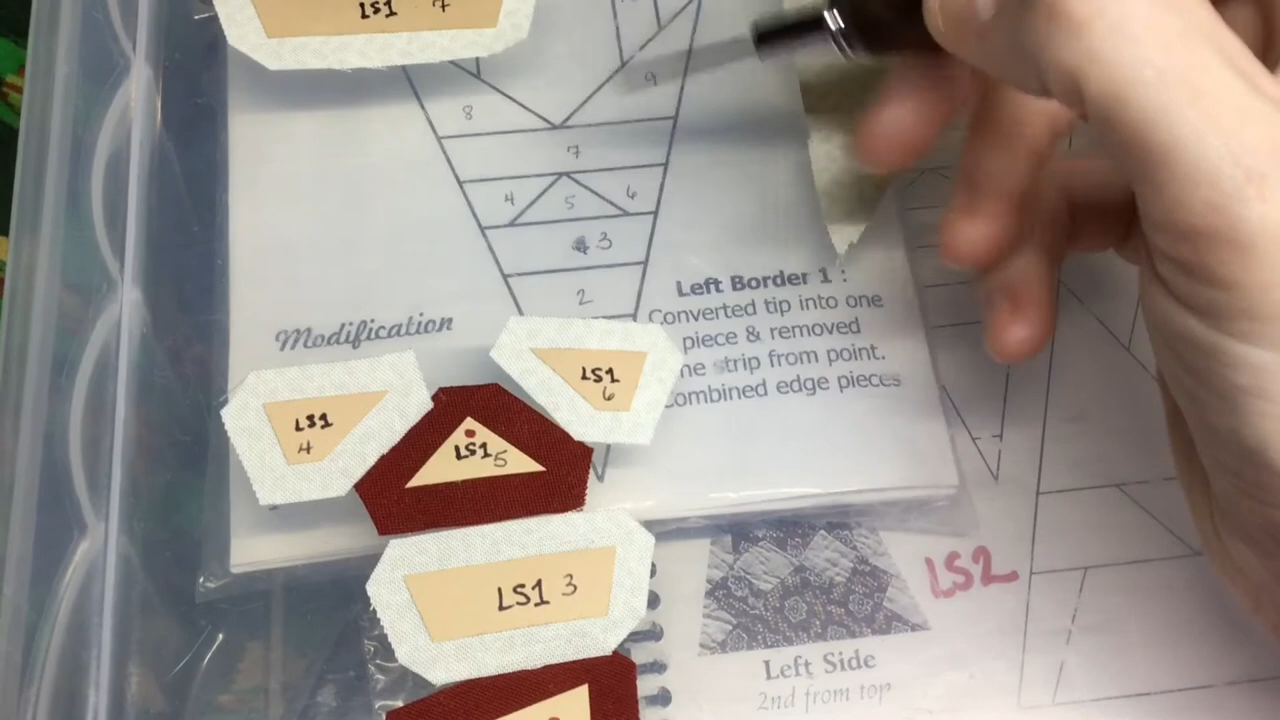 LS1 7
9
8
7
4 5 6
3
2
Modification
Left Border 1 :
Converted tip into one
piece & removed
strip from point.
edge pieces
LS1
4
LS1 5
LS1
6
LS1 3
LS2
Left Side
2nd from top